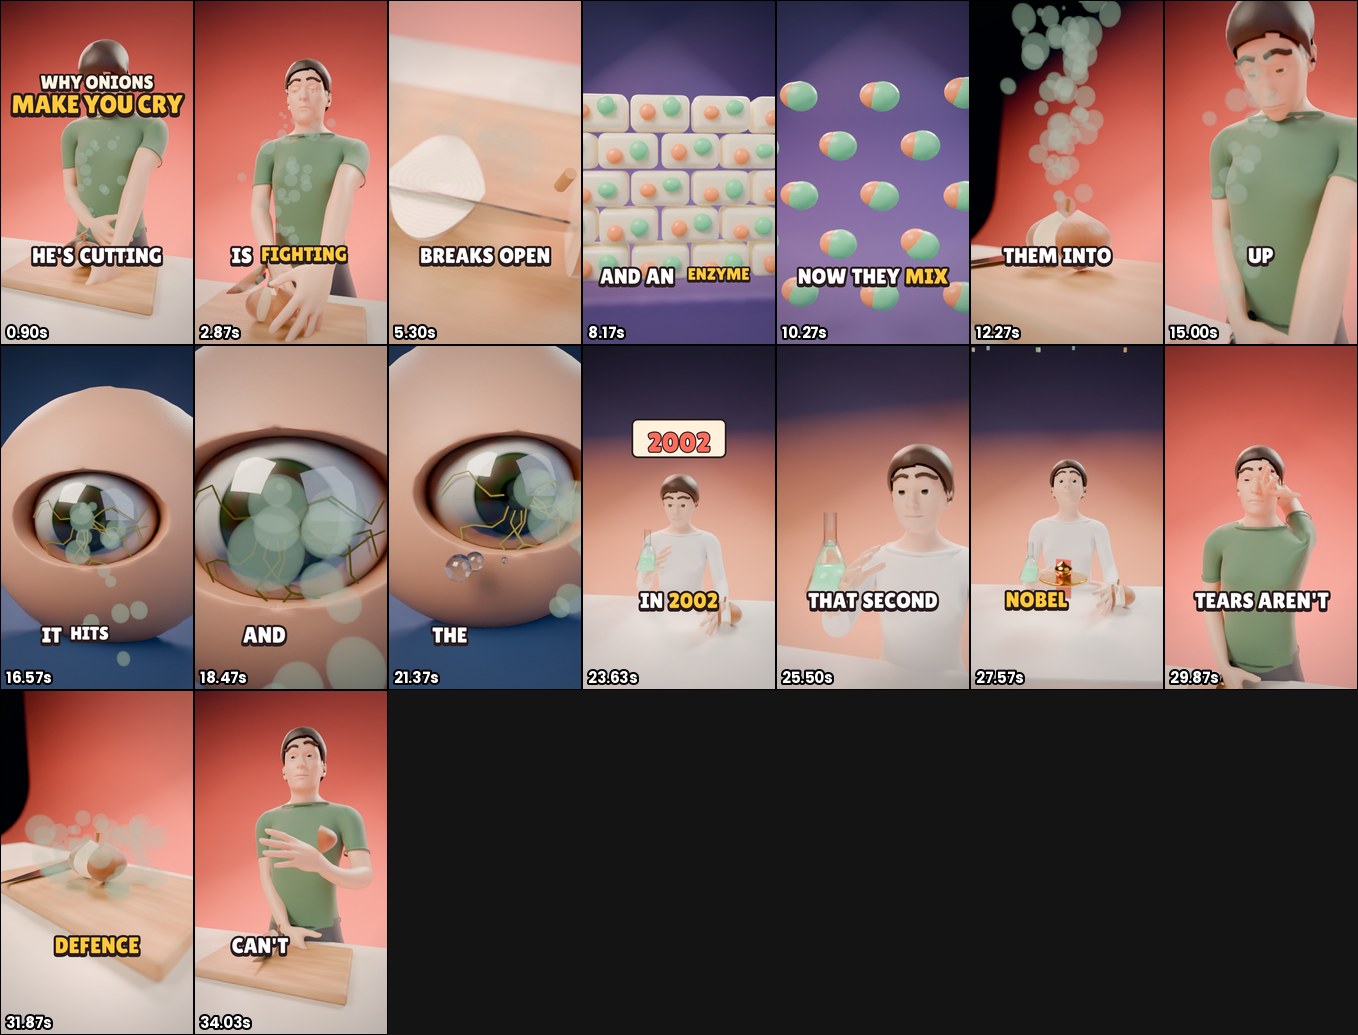 WHY ONIONS
MAKE YOU CRY
HE'S CUTTING
0.90s
IS FIGHTING
2.87s
BREAKS OPEN
5.30s
AND AN ENZYME
8.17s
NOW THEY MIX
10.27s
THEM INTO
12.27s
UP
15.00s
IT HITS
16.57s
AND
18.47s
THE
21.37s
2002
IN 2002
23.63s
THAT SECOND
25.50s
NOBEL
27.57s
TEARS AREN'T
29.87s
DEFENCE
31.87s
CAN'T
34.03s